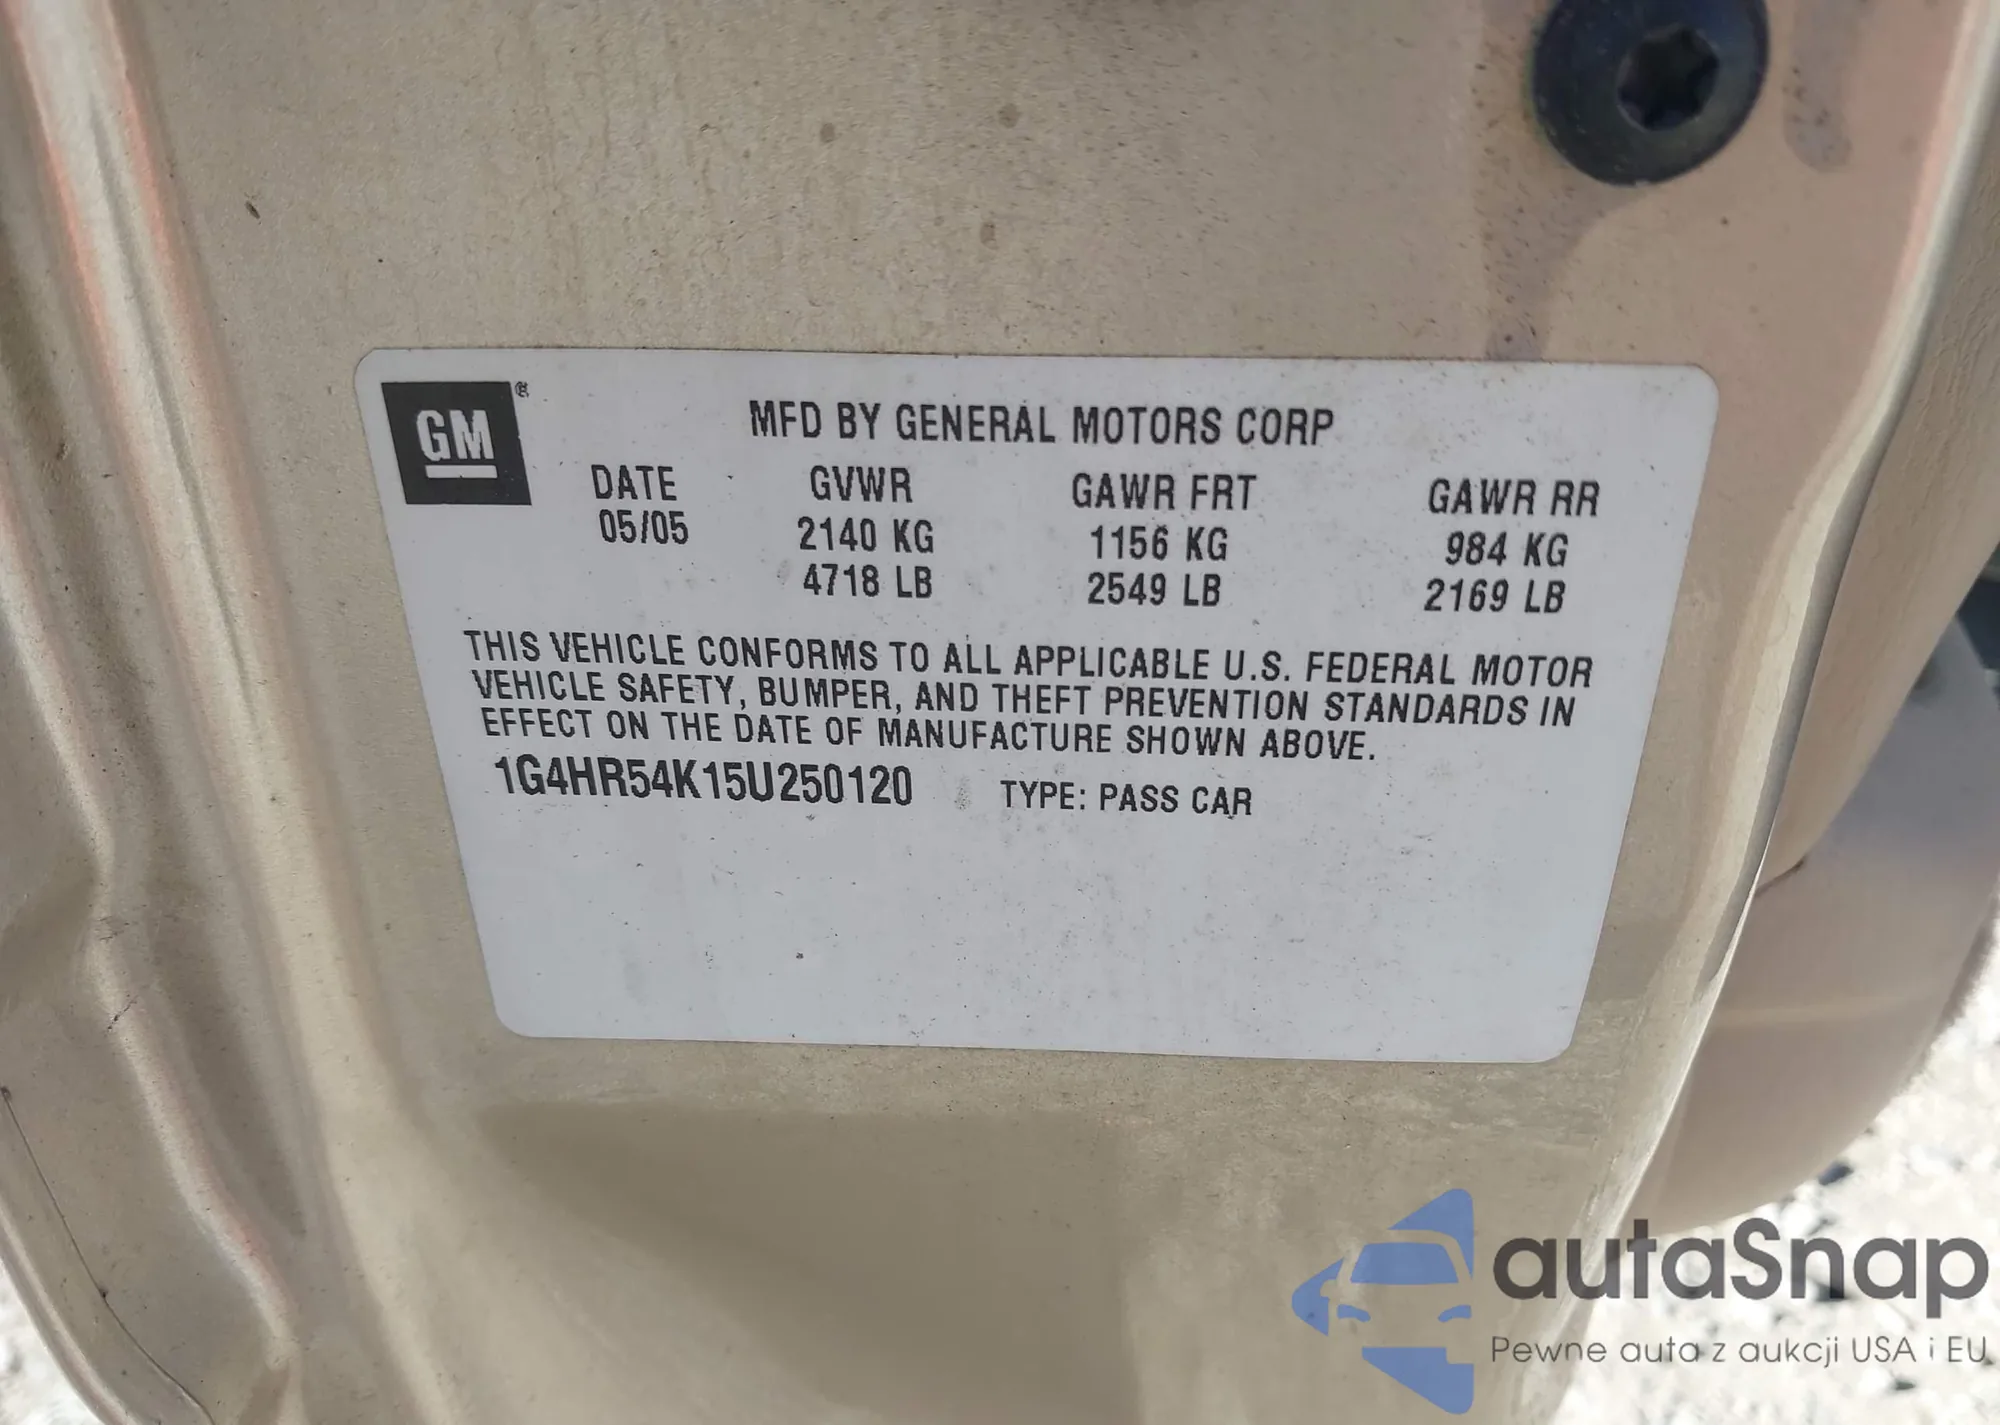 GM ®
MFD BY GENERAL MOTORS CORP
DATE GVWR GAWR FRT GAWR RR
05/05 2140 KG 1156 KG 984 KG
4718 LB 2549 LB 2169 LB
THIS VEHICLE CONFORMS TO ALL APPLICABLE U.S. FEDERAL MOTOR
VEHICLE SAFETY, BUMPER, AND THEFT PREVENTION STANDARDS IN
EFFECT ON THE DATE OF MANUFACTURE SHOWN ABOVE.
1G4HR54K15U250120 TYPE: PASS CAR
autaSnap
Pewne auta z aukcji USA i EU